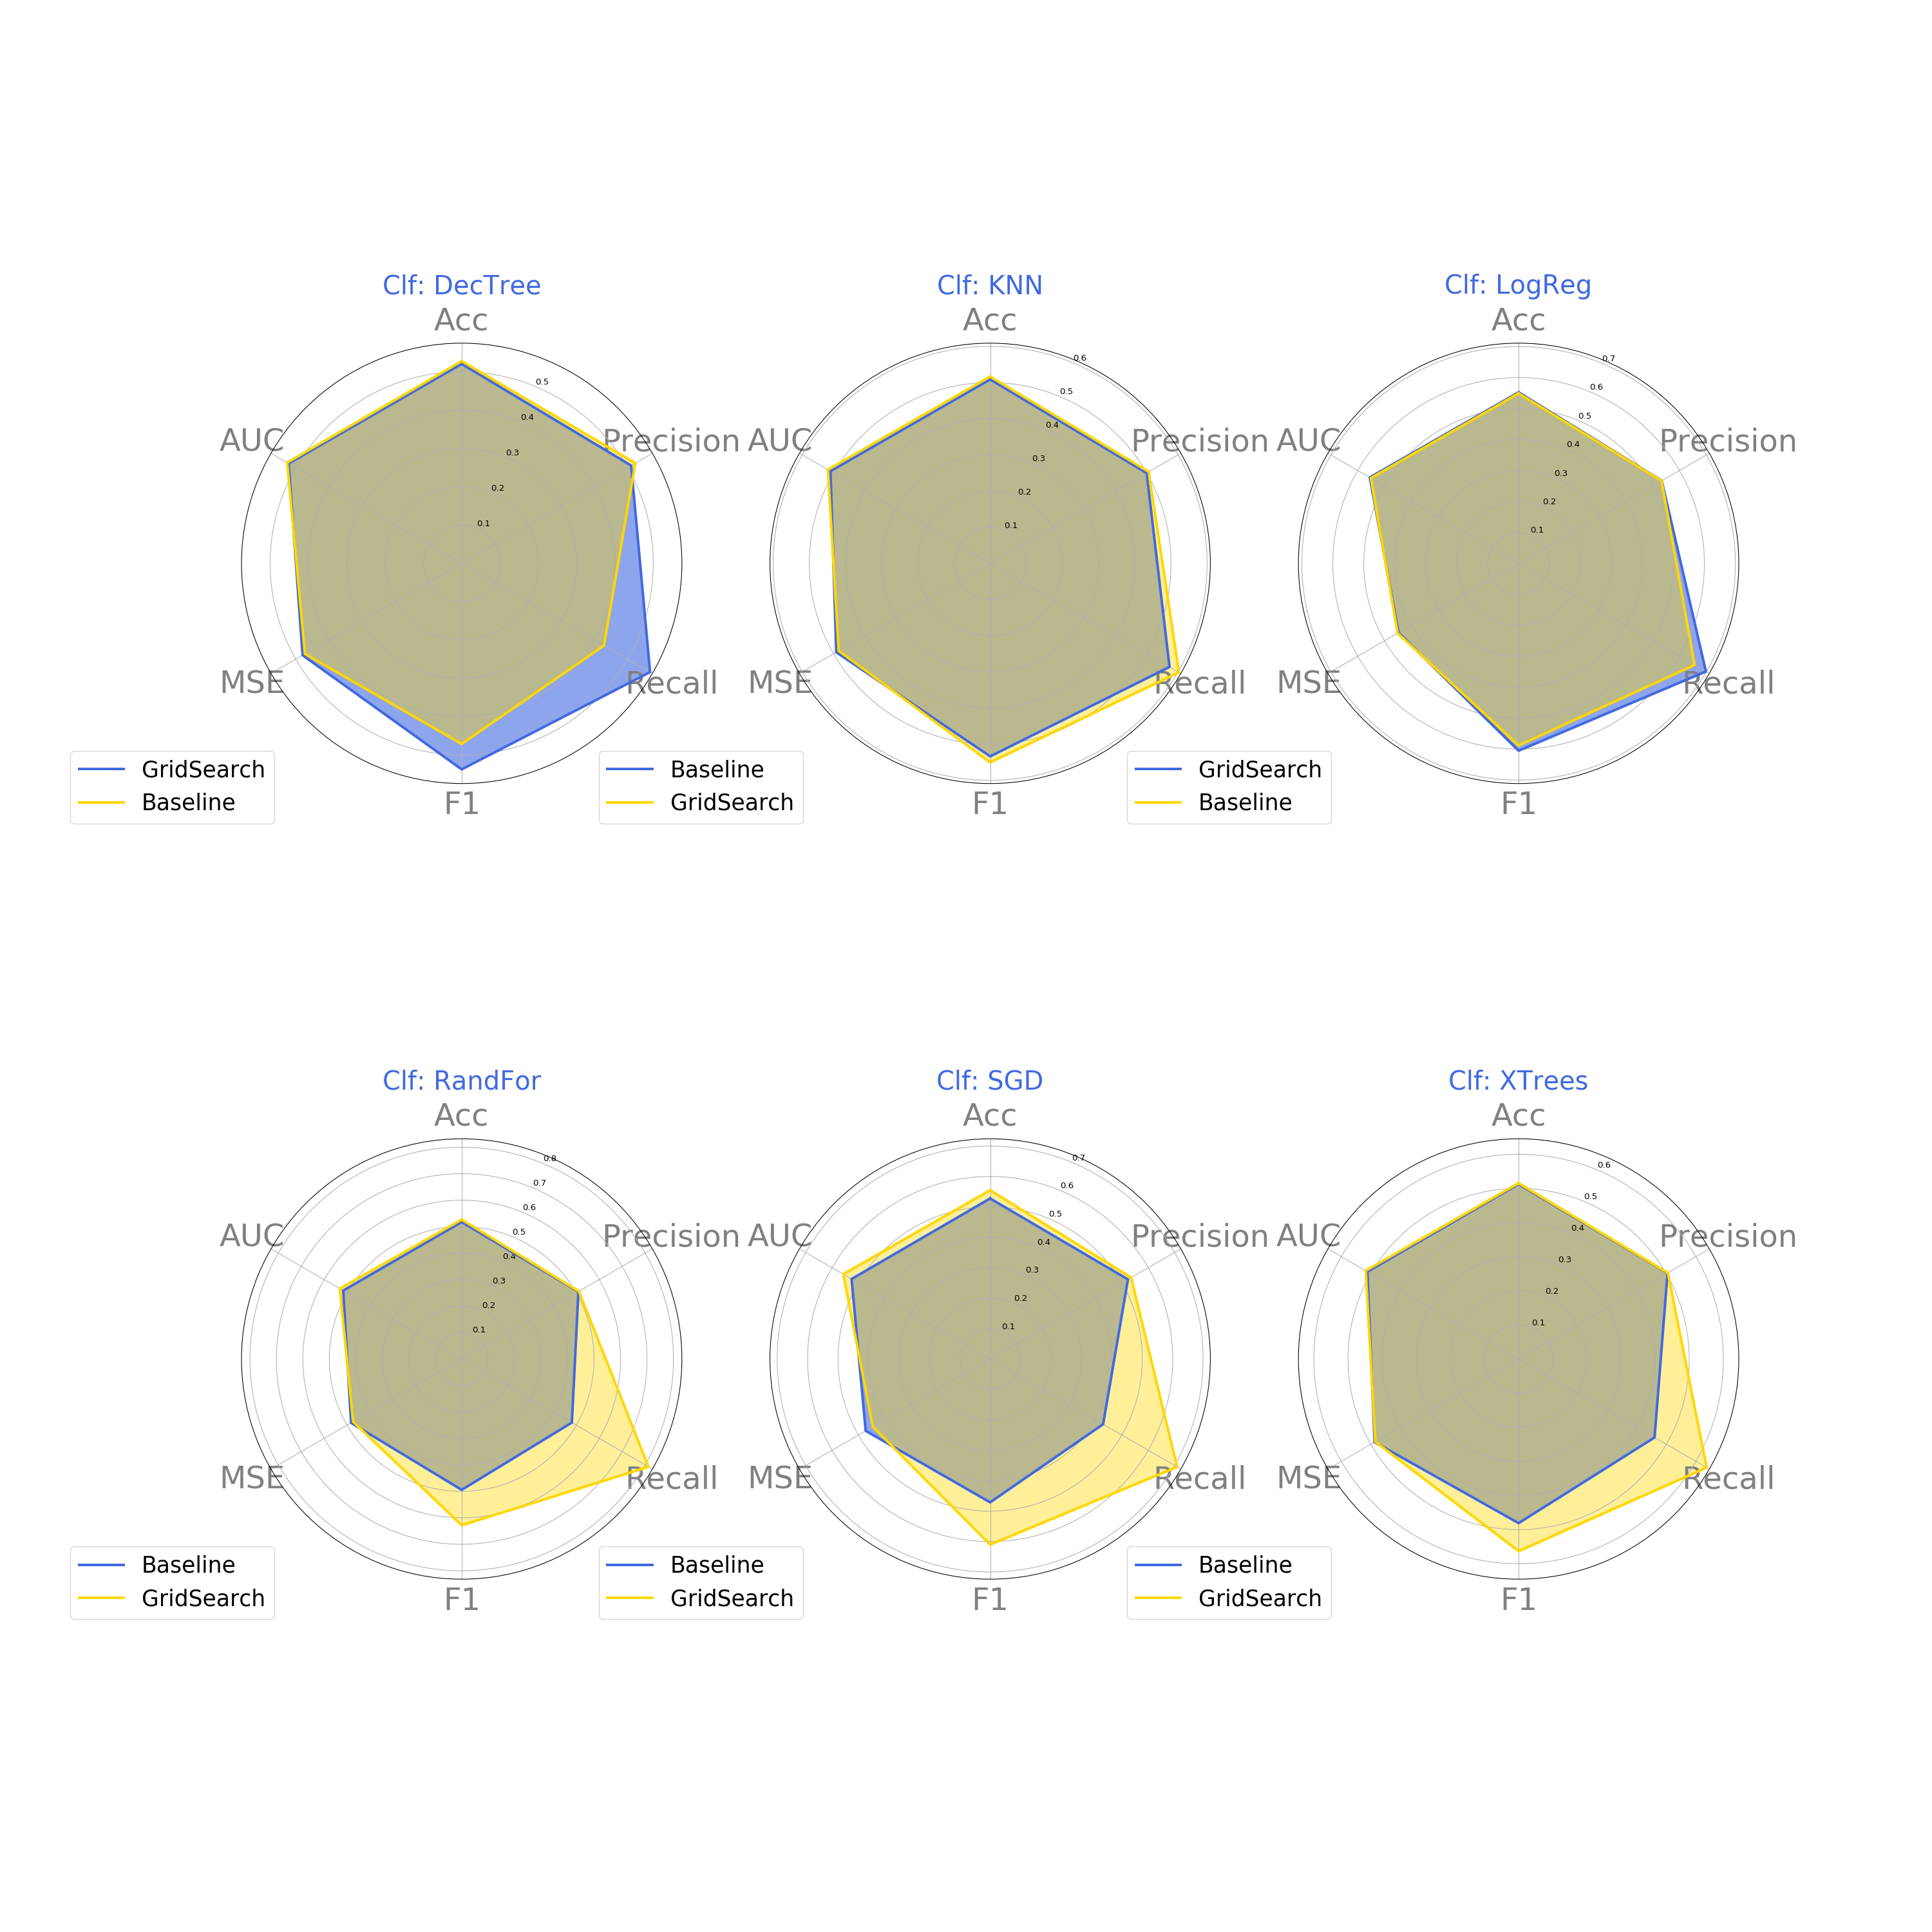 Clf: DecTree
Acc
Precision
AUC
0.5
0.4
0.3
0.2
0.1
MSE
Recall
F1
GridSearch
Baseline
Clf: KNN
Acc
Precision
AUC
0.6
0.5
0.4
0.3
0.2
0.1
MSE
Recall
F1
Baseline
GridSearch
Clf: LogReg
Acc
Precision
AUC
0.7
0.6
0.5
0.4
0.3
0.2
0.1
MSE
Recall
F1
GridSearch
Baseline
Clf: RandFor
Acc
Precision
AUC
0.8
0.7
0.6
0.5
0.4
0.3
0.2
0.1
MSE
Recall
F1
Baseline
GridSearch
Clf: SGD
Acc
Precision
AUC
0.7
0.6
0.5
0.4
0.3
0.2
0.1
MSE
Recall
F1
Baseline
GridSearch
Clf: XTrees
Acc
Precision
AUC
0.6
0.5
0.4
0.3
0.2
0.1
MSE
Recall
F1
Baseline
GridSearch